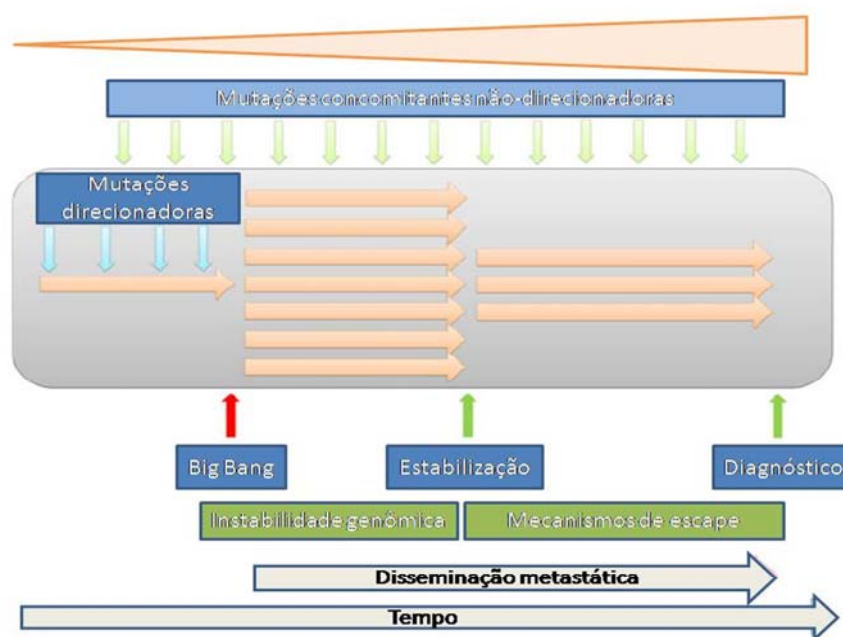 Mutações concomitantes não-direcionadoras
Mutações
direcionadoras
Big Bang
Estabilização
Diagnóstico
Instabilidade genômica
Mecanismos de escape
Disseminação metastática
Tempo